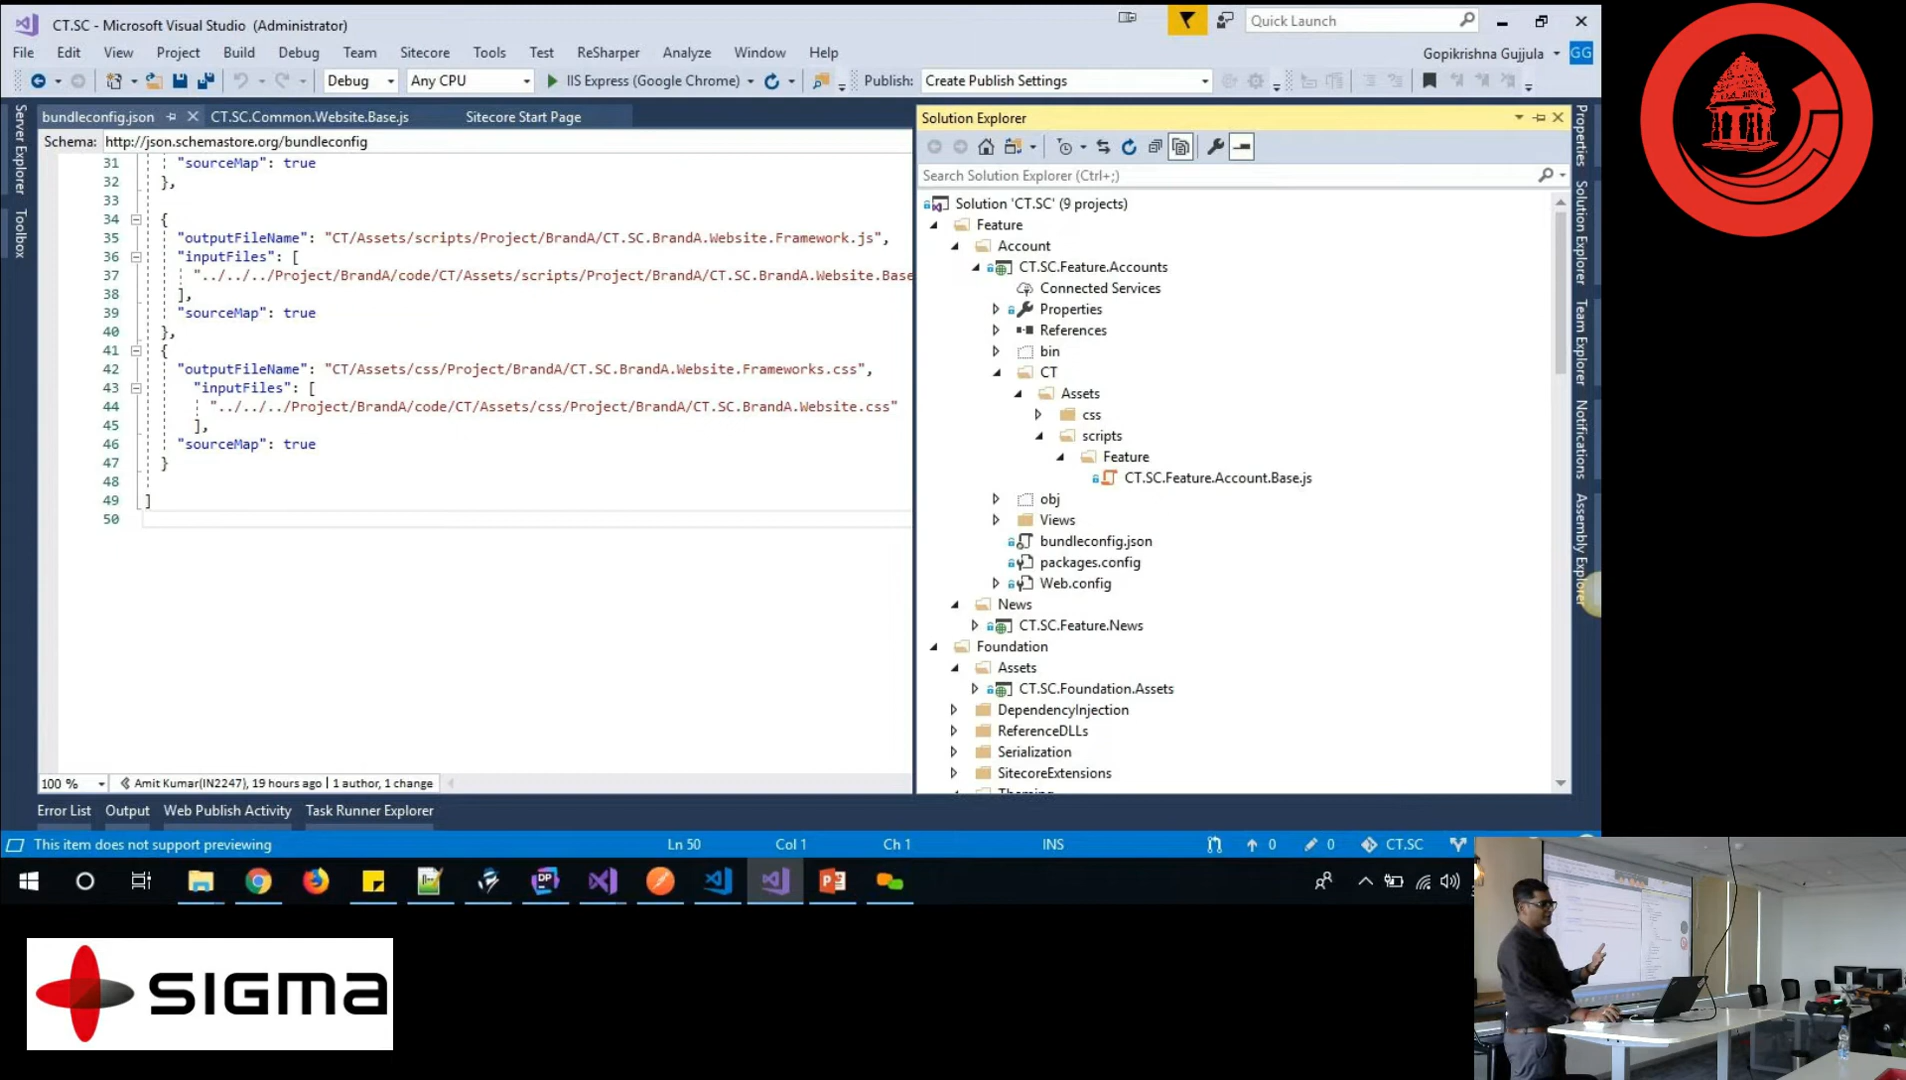 CT.SC - Microsoft Visual Studio (Administrator)
Quick Launch
File Edit View Project Build Debug Team Sitecore Tools Test ReSharper Analyze Window Help
Gopikrishna Gujjula GG
Debug Any CPU IIS Express (Google Chrome) Publish: Create Publish Settings
Server Explorer
Toolbox
bundleconfig.json CT.SC.Common.Website.Base.js Sitecore Start Page
Schema: http://json.schemastore.org/bundleconfig
31 "sourceMap": true
32 },
33
34 {
35 "outputFileName": "CT/Assets/scripts/Project/BrandA/CT.SC.BrandA.Website.Framework.js",
36 "inputFiles": [
37 "../../../Project/BrandA/code/CT/Assets/scripts/Project/BrandA/CT.SC.BrandA.Website.Base
38 ],
39 "sourceMap": true
40 },
41 {
42 "outputFileName": "CT/Assets/css/Project/BrandA/CT.SC.BrandA.Website.Frameworks.css",
43 "inputFiles": [
44 "../../../Project/BrandA/code/CT/Assets/css/Project/BrandA/CT.SC.BrandA.Website.css"
45 ],
46 "sourceMap": true
47 }
48
49 ]
50
100 % Amit Kumar(IN2247), 19 hours ago | 1 author, 1 change
Solution Explorer
Search Solution Explorer (Ctrl+;)
Solution 'CT.SC' (9 projects)
Feature
Account
CT.SC.Feature.Accounts
Connected Services
Properties
References
bin
CT
Assets
css
scripts
Feature
CT.SC.Feature.Account.Base.js
obj
Views
bundleconfig.json
packages.config
Web.config
News
CT.SC.Feature.News
Foundation
Assets
CT.SC.Foundation.Assets
DependencyInjection
ReferenceDLLs
Serialization
SitecoreExtensions
Theming
Properties
Solution Explorer
Team Explorer
Notifications
Assembly Explorer
Error List Output Web Publish Activity Task Runner Explorer
This item does not support previewing Ln 50 Col 1 Ch 1 INS 0 0 CT.SC
DP
SIGMA